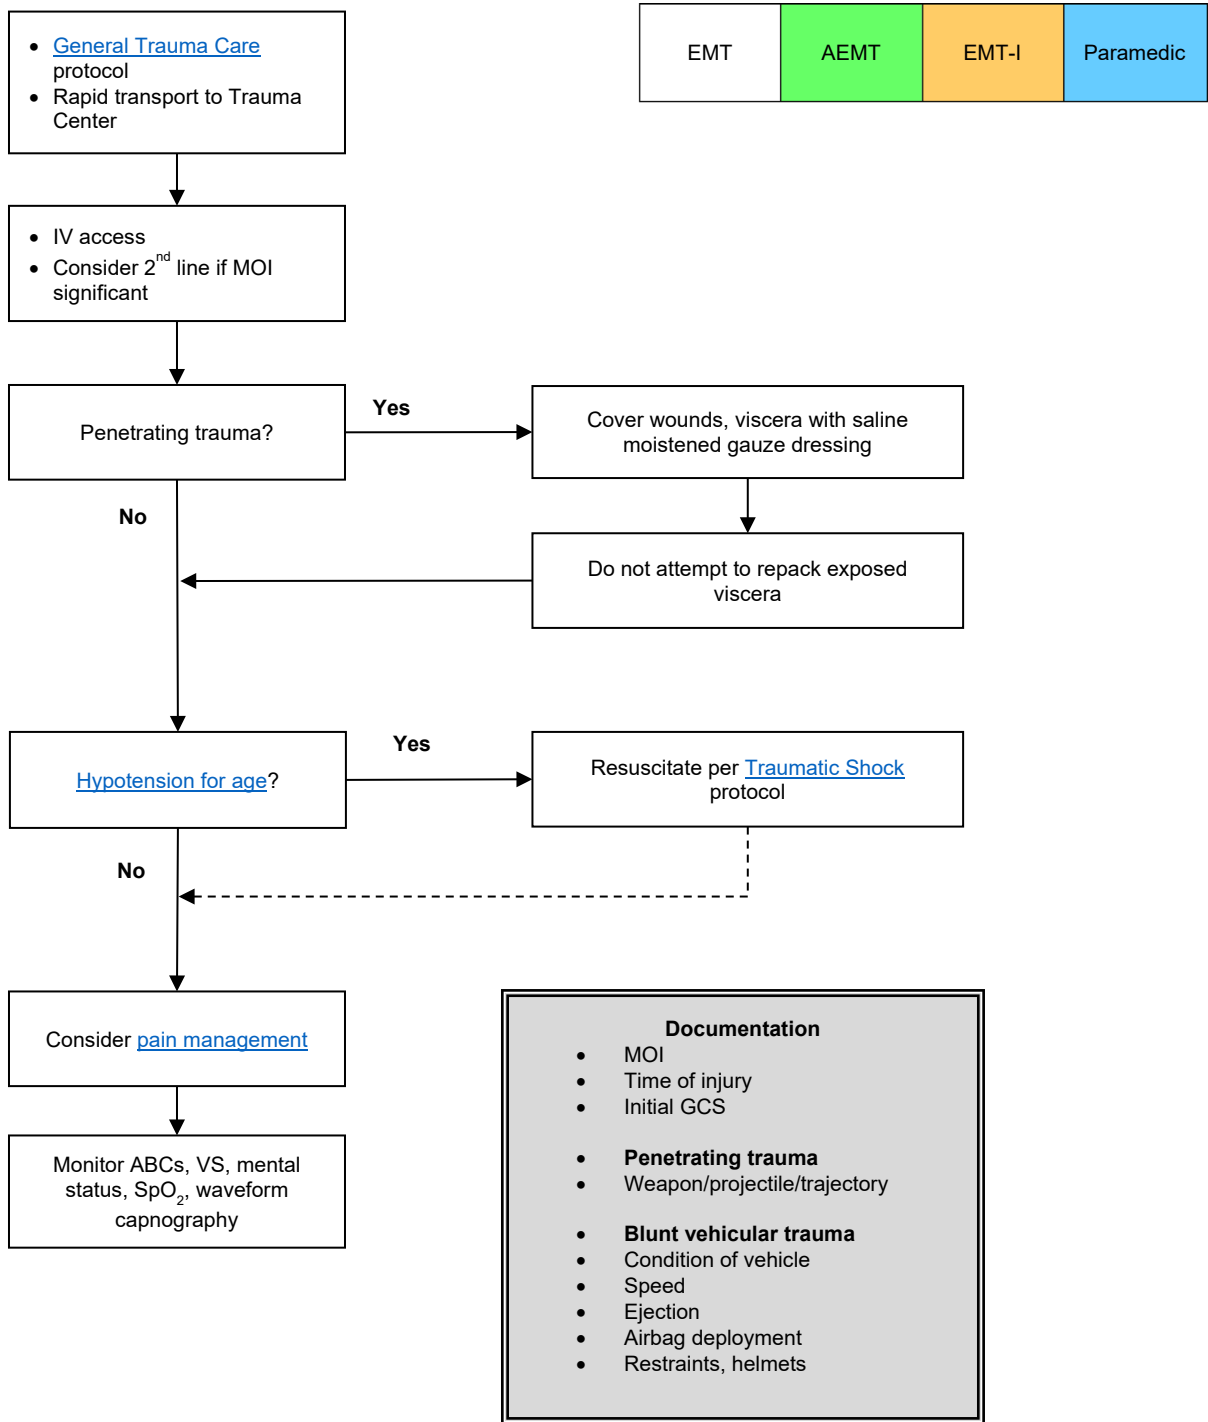 • General Trauma Care
protocol
• Rapid transport to Trauma
Center
EMT
AEMT
EMT-I
Paramedic
• IV access
• Consider 2nd line if MOI
significant
Penetrating trauma?
Yes
Cover wounds, viscera with saline
moistened gauze dressing
No
Do not attempt to repack exposed
viscera
Hypotension for age?
Yes
Resuscitate per Traumatic Shock
protocol
No
Consider pain management
Monitor ABCs, VS, mental
status, SpO2, waveform
capnography
Documentation
• MOI
• Time of injury
• Initial GCS
• Penetrating trauma
• Weapon/projectile/trajectory
• Blunt vehicular trauma
• Condition of vehicle
• Speed
• Ejection
• Airbag deployment
• Restraints, helmets